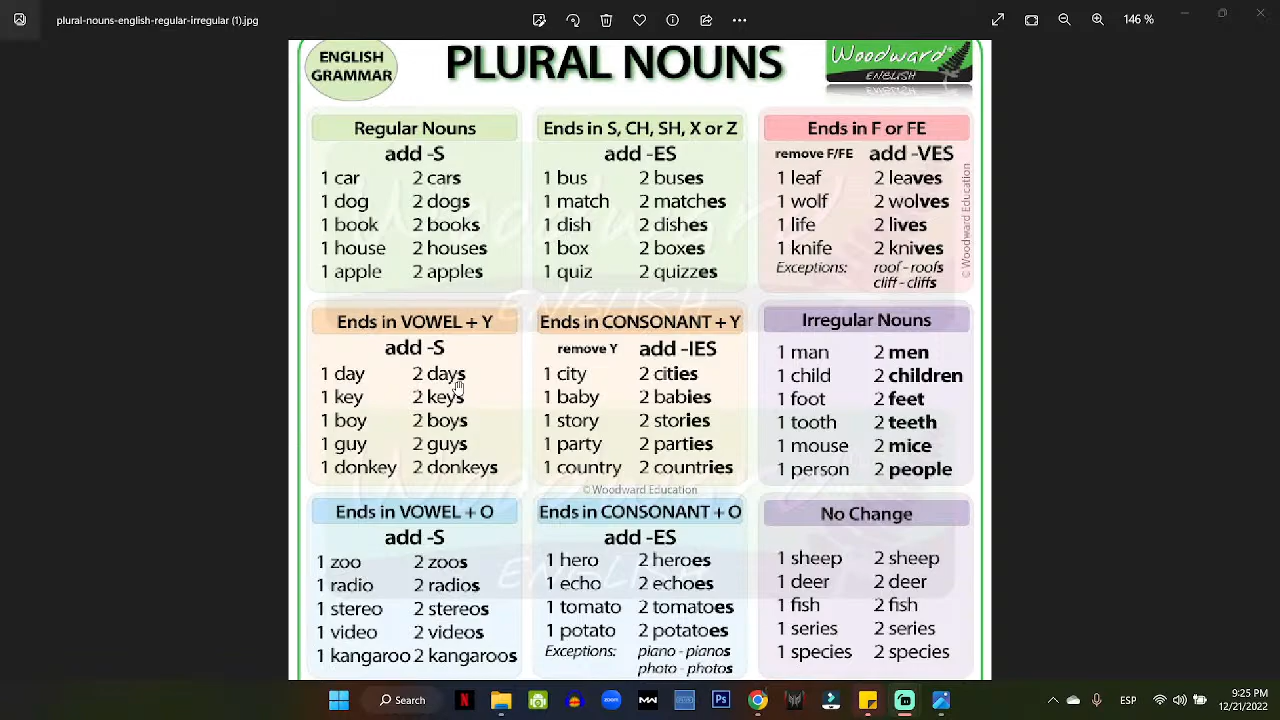 plural-nouns-english-regular-irregular (1).jpg
146 %
ENGLISH
GRAMMAR
PLURAL NOUNS
Woodward®
ENGLISH
Regular Nouns
add -S
1 car 2 cars
1 dog 2 dogs
1 book 2 books
1 house 2 houses
1 apple 2 apples
Ends in S, CH, SH, X or Z
add -ES
1 bus 2 buses
1 match 2 matches
1 dish 2 dishes
1 box 2 boxes
1 quiz 2 quizzes
Ends in F or FE
remove F/FE add -VES
1 leaf 2 leaves
1 wolf 2 wolves
1 life 2 lives
1 knife 2 knives
Exceptions: roof - roofs
cliff - cliffs
© Woodward Education
Ends in VOWEL + Y
add -S
1 day 2 days
1 key 2 keys
1 boy 2 boys
1 guy 2 guys
1 donkey 2 donkeys
Ends in CONSONANT + Y
remove Y add -IES
1 city 2 cities
1 baby 2 babies
1 story 2 stories
1 party 2 parties
1 country 2 countries
© Woodward Education
Irregular Nouns
1 man 2 men
1 child 2 children
1 foot 2 feet
1 tooth 2 teeth
1 mouse 2 mice
1 person 2 people
Ends in VOWEL + O
add -S
1 zoo 2 zoos
1 radio 2 radios
1 stereo 2 stereos
1 video 2 videos
1 kangaroo 2 kangaroos
Ends in CONSONANT + O
add -ES
1 hero 2 heroes
1 echo 2 echoes
1 tomato 2 tomatoes
1 potato 2 potatoes
Exceptions: piano - pianos
photo - photos
No Change
1 sheep 2 sheep
1 deer 2 deer
1 fish 2 fish
1 series 2 series
1 species 2 species
Search
zoom
Ps
ESP
9:25 PM
12/21/2022